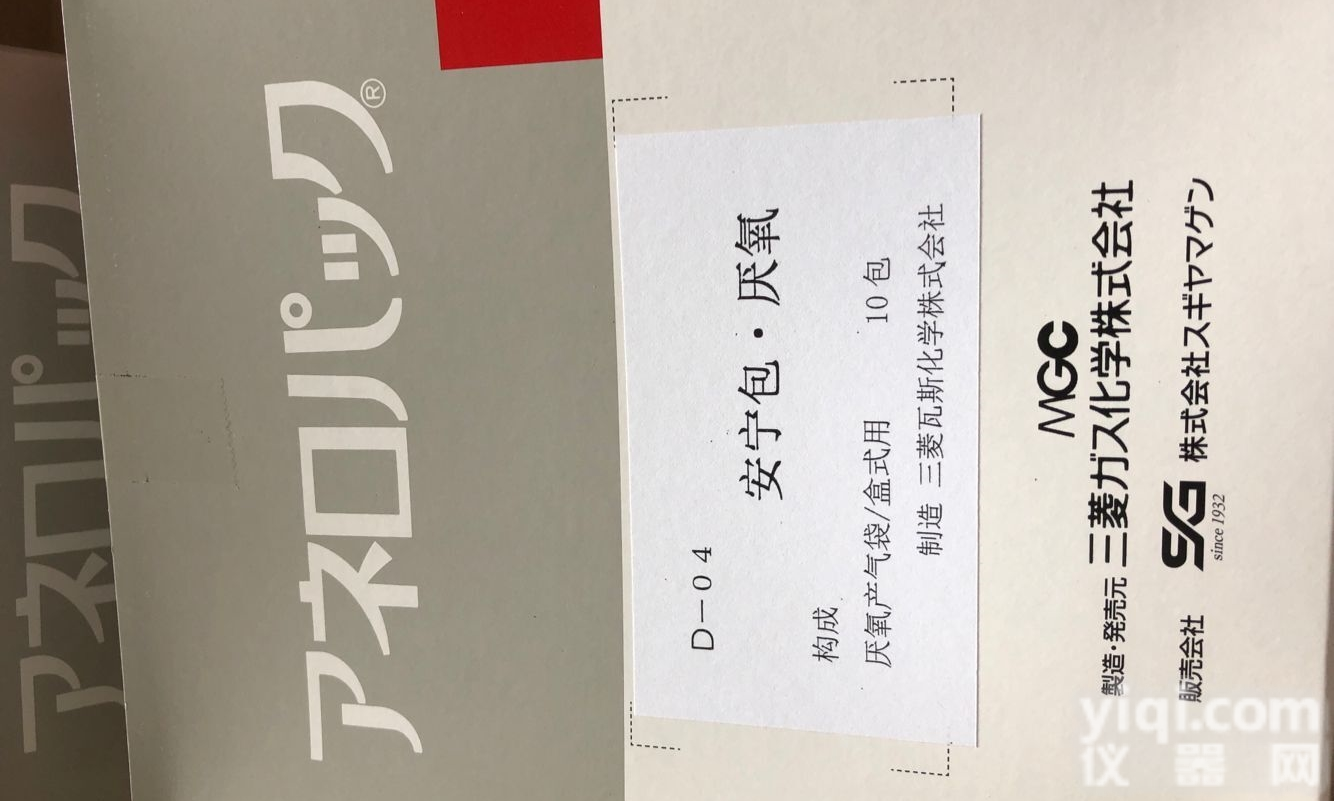 アネロパック
アネロパック®
D－04
安宁包・厌氧
构成
厌氧产气袋/盒式用 10包
制造 三菱瓦斯化学株式会社
MGC
製造・発売元 三菱ガス化学株式会社
販売会社 SG 株式会社スギヤマゲン
since 1932
yiqi.com
仪器网